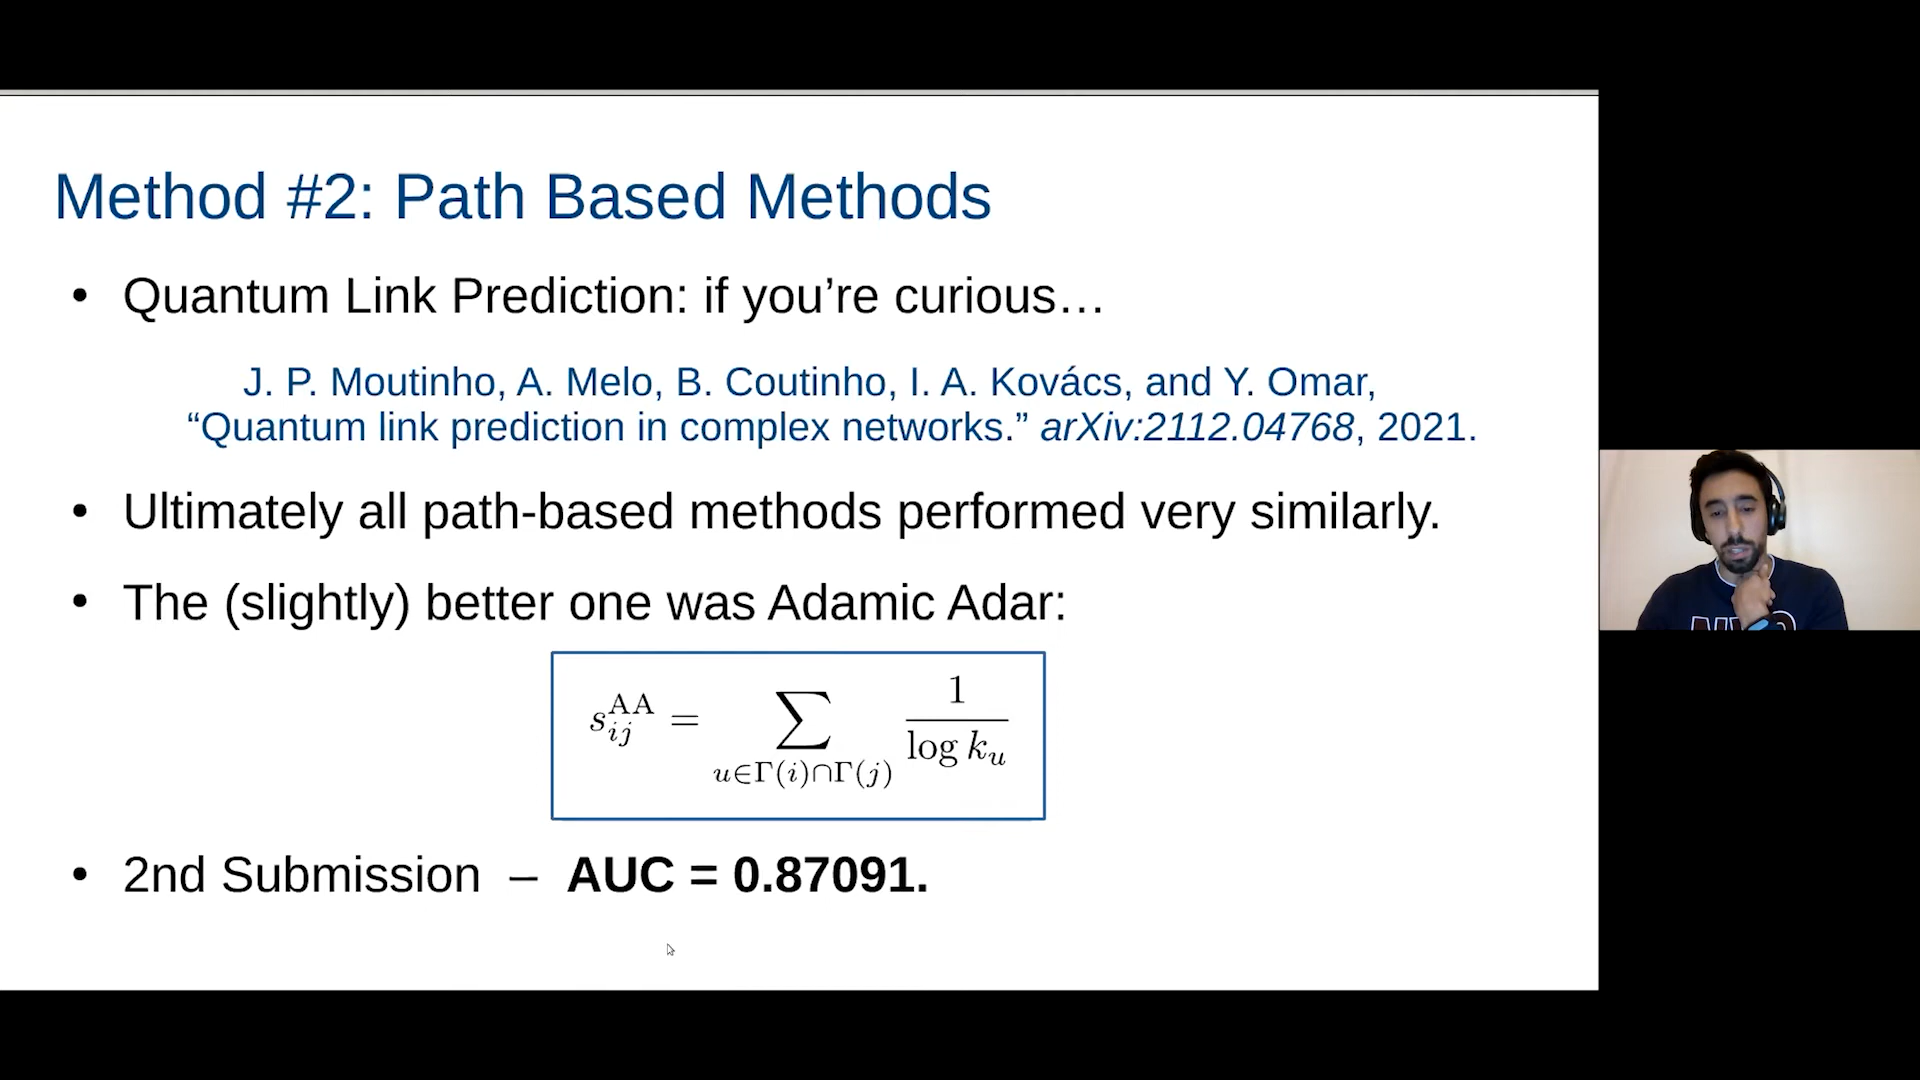 Method #2: Path Based Methods
• Quantum Link Prediction: if you’re curious…
J. P. Moutinho, A. Melo, B. Coutinho, I. A. Kovács, and Y. Omar,
“Quantum link prediction in complex networks.” arXiv:2112.04768, 2021.
• Ultimately all path-based methods performed very similarly.
• The (slightly) better one was Adamic Adar:
s_{ij}^{AA} = ∑_{u∈Γ(i)∩Γ(j)} 1 / log k_u
• 2nd Submission – AUC = 0.87091.